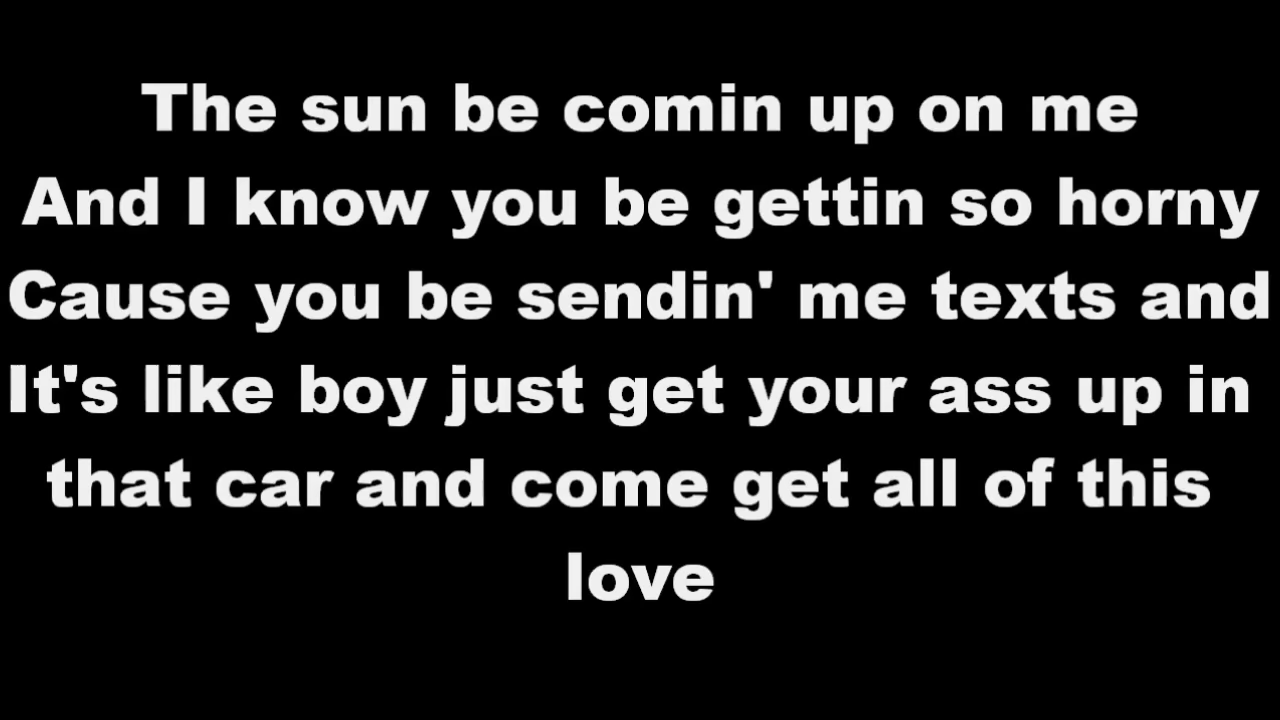 The sun be comin up on me
And I know you be gettin so horny
Cause you be sendin' me texts and
It's like boy just get your ass up in
that car and come get all of this
love